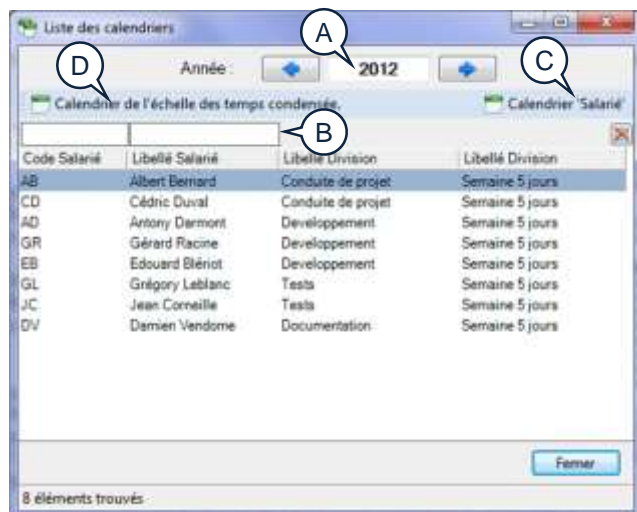 Liste des calendriers
A
D
C
Année : 2012
Calendrier de l'échelle des temps condensée. Calendrier 'Salarié'
B
Code Salarié Libellé Salarié Libellé Division Libellé Division
AB Albert Bernard Conduite de projet Semaine 5 jours
CD Cédric Duval Conduite de projet Semaine 5 jours
AD Antony Darmont Developpement Semaine 5 jours
GR Gérard Racine Developpement Semaine 5 jours
EB Edouard Blériot Developpement Semaine 5 jours
GL Grégory Leblanc Tests Semaine 5 jours
JC Jean Corneille Tests Semaine 5 jours
DV Damien Vendome Documentation Semaine 5 jours
Fermer
8 éléments trouvés